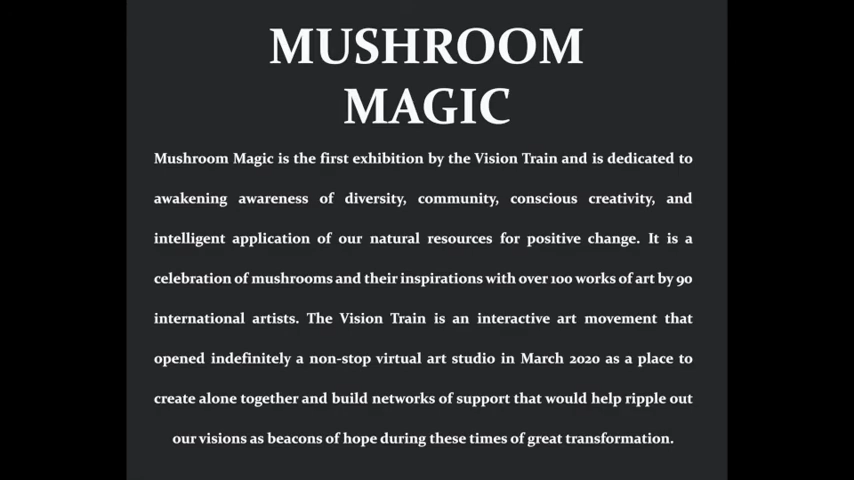 MUSHROOM
MAGIC
Mushroom Magic is the first exhibition by the Vision Train and is dedicated to
awakening awareness of diversity, community, conscious creativity, and
intelligent application of our natural resources for positive change. It is a
celebration of mushrooms and their inspirations with over 100 works of art by 90
international artists. The Vision Train is an interactive art movement that
opened indefinitely a non-stop virtual art studio in March 2020 as a place to
create alone together and build networks of support that would help ripple out
our visions as beacons of hope during these times of great transformation.